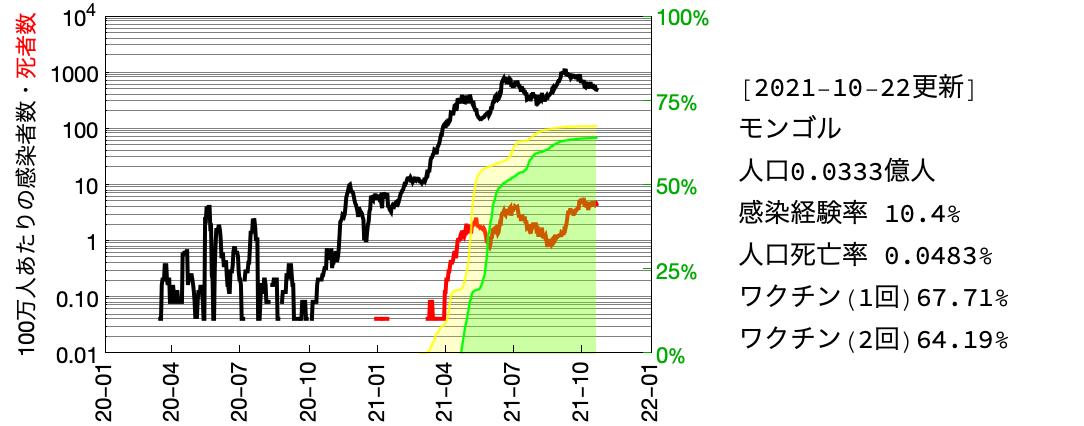 100万人あたりの感染者数・死者数
10^4
1000
100
10
1
0.10
0.01
100%
75%
50%
25%
0%
20-01
20-04
20-07
20-10
21-01
21-04
21-07
21-10
22-01
[2021-10-22更新]
モンゴル
人口0.0333億人
感染経験率 10.4%
人口死亡率 0.0483%
ワクチン(1回)67.71%
ワクチン(2回)64.19%